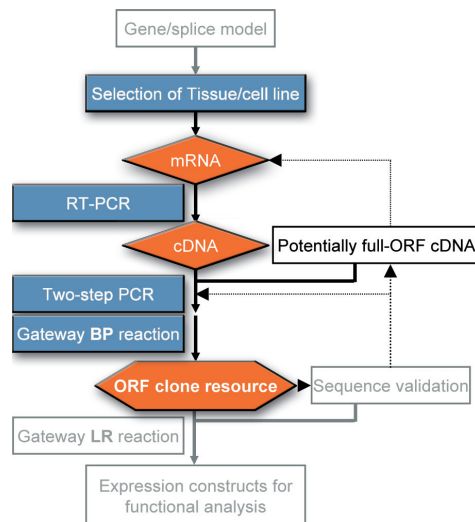 Gene/splice model
Selection of Tissue/cell line
mRNA
RT-PCR
cDNA
Potentially full-ORF cDNA
Two-step PCR
Gateway BP reaction
ORF clone resource
Sequence validation
Gateway LR reaction
Expression constructs for
functional analysis